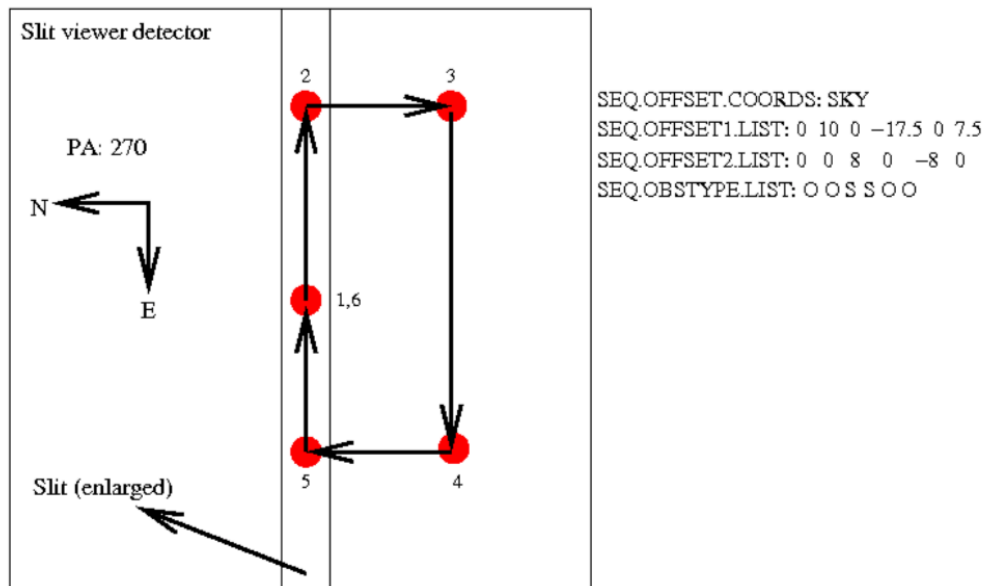 Slit viewer detector
2
3
SEQ.OFFSET.COORDS: SKY
SEQ.OFFSET1.LIST: 0 10 0 −17.5 0 7.5
PA: 270
SEQ.OFFSET2.LIST: 0 0 8 0 −8 0
SEQ.OBSTYPE.LIST: O O S S O O
N
E
1,6
Slit (enlarged)
5
4